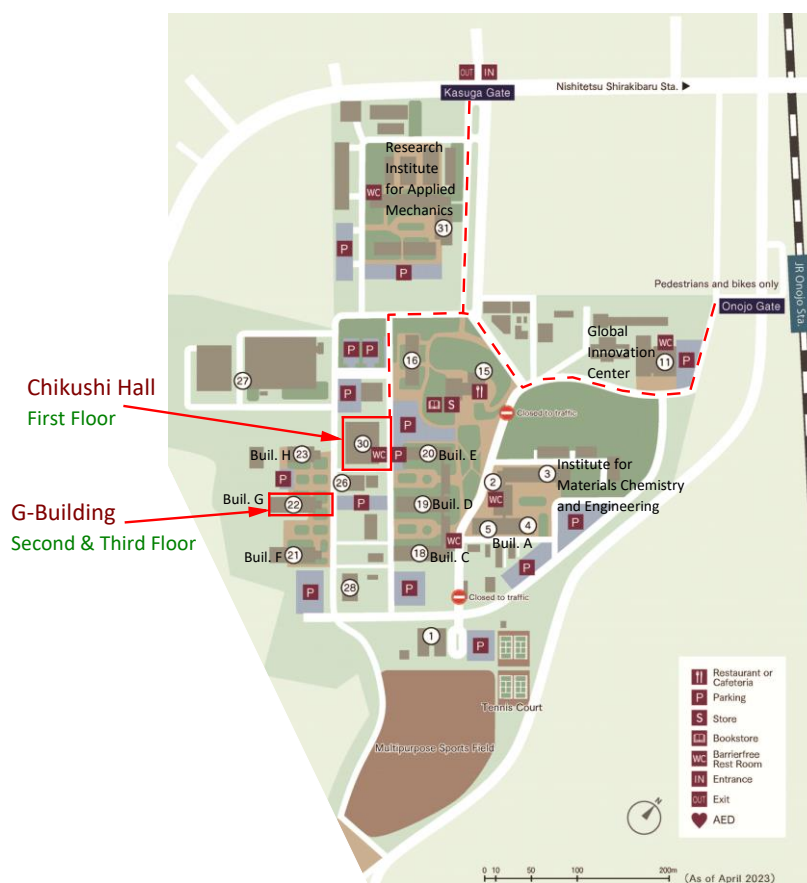 OUT IN
Kasuga Gate
Nishitetsu Shirakibaru Sta. ▶
Research
Institute
for Applied
Mechanics
WC
31
P
P
JR Onojo Sta.
Pedestrians and bikes only
Onojo Gate
Global
Innovation
Center
WC
11
P
16
15
P P
27
P
S
Closed to traffic
P
Chikushi Hall
First Floor
30
WC P
20
Buil. E
Buil. H
23
P
26
2
3
Institute for
Materials Chemistry
and Engineering
Buil. G
22
P
19
Buil. D
WC
G-Building
Second & Third Floor
5
4
Buil. A
P
Buil. F
21
18
Buil. C
WC
P
P
28
P
Closed to traffic
1
P
Tennis Court
Multipurpose Sports Field
Restaurant or
Cafeteria
P Parking
S Store
Bookstore
WC Barrierfree
Rest Room
IN Entrance
OUT Exit
AED
N
0 10 50 100 200m
(As of April 2023)